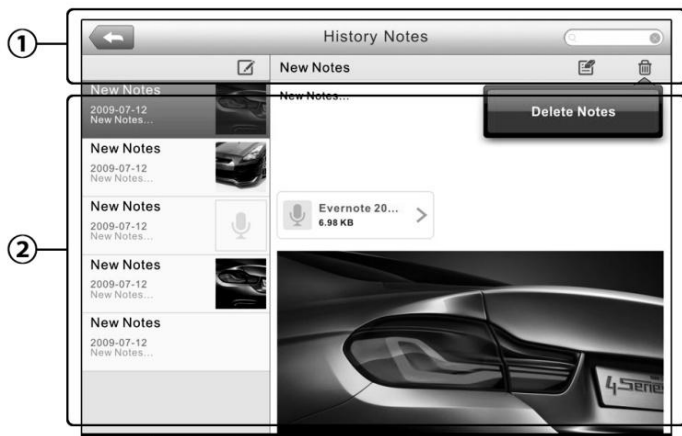 1
History Notes
New Notes
New Notes
2009-07-12
New Notes...
New Notes...
Delete Notes
New Notes
2009-07-12
New Notes...
New Notes
2009-07-12
New Notes...
Evernote 20...
6.98 KB
2
New Notes
2009-07-12
New Notes...
New Notes
2009-07-12
New Notes...
4Series